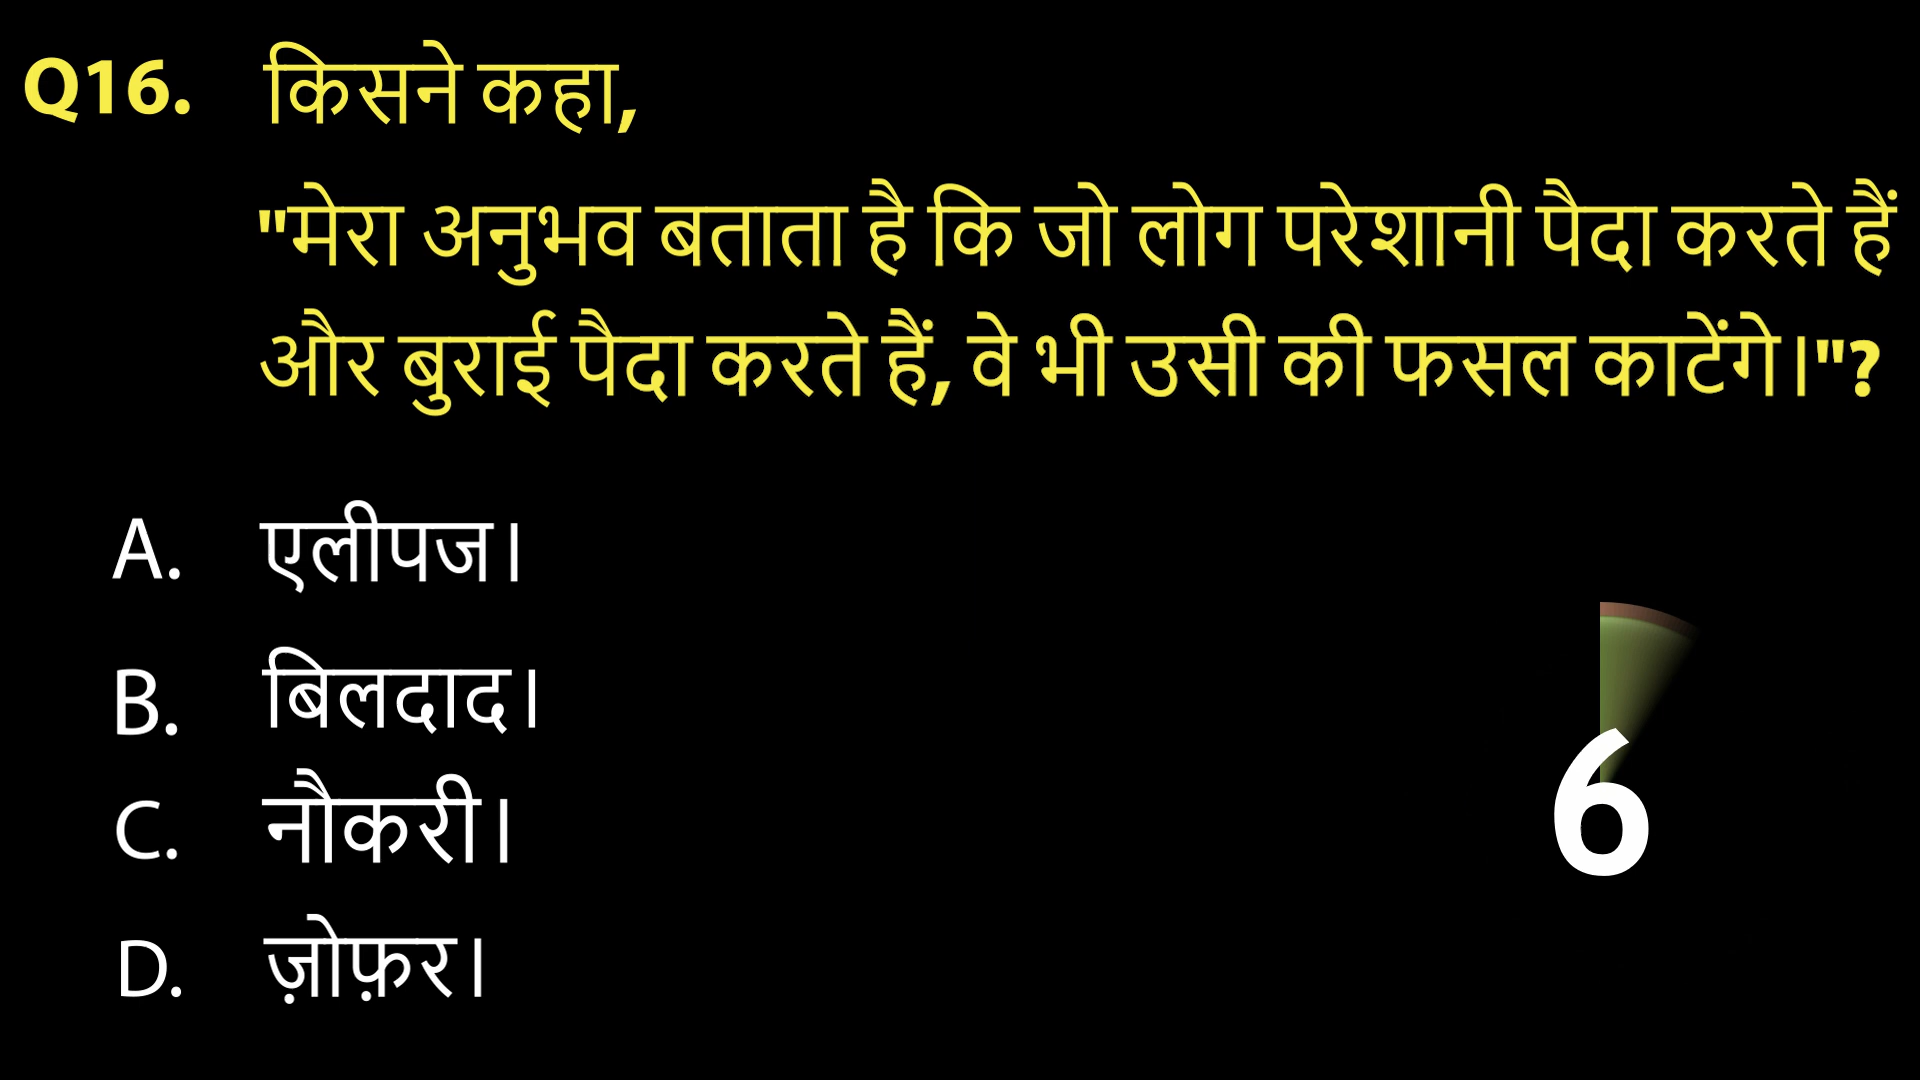 Q16. किसने कहा,
"मेरा अनुभव बताता है कि जो लोग परेशानी पैदा करते हैं
और बुराई पैदा करते हैं, वे भी उसी की फसल काटेंगे।"?
A. एलीपज।
B. बिलदाद।
C. नौकरी।
D. ज़ोफ़र।
6